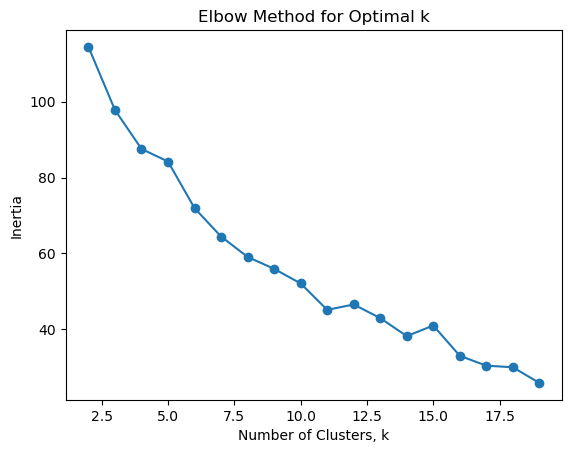 Elbow Method for Optimal k
Inertia
100
80
60
40
2.5 5.0 7.5 10.0 12.5 15.0 17.5
Number of Clusters, k